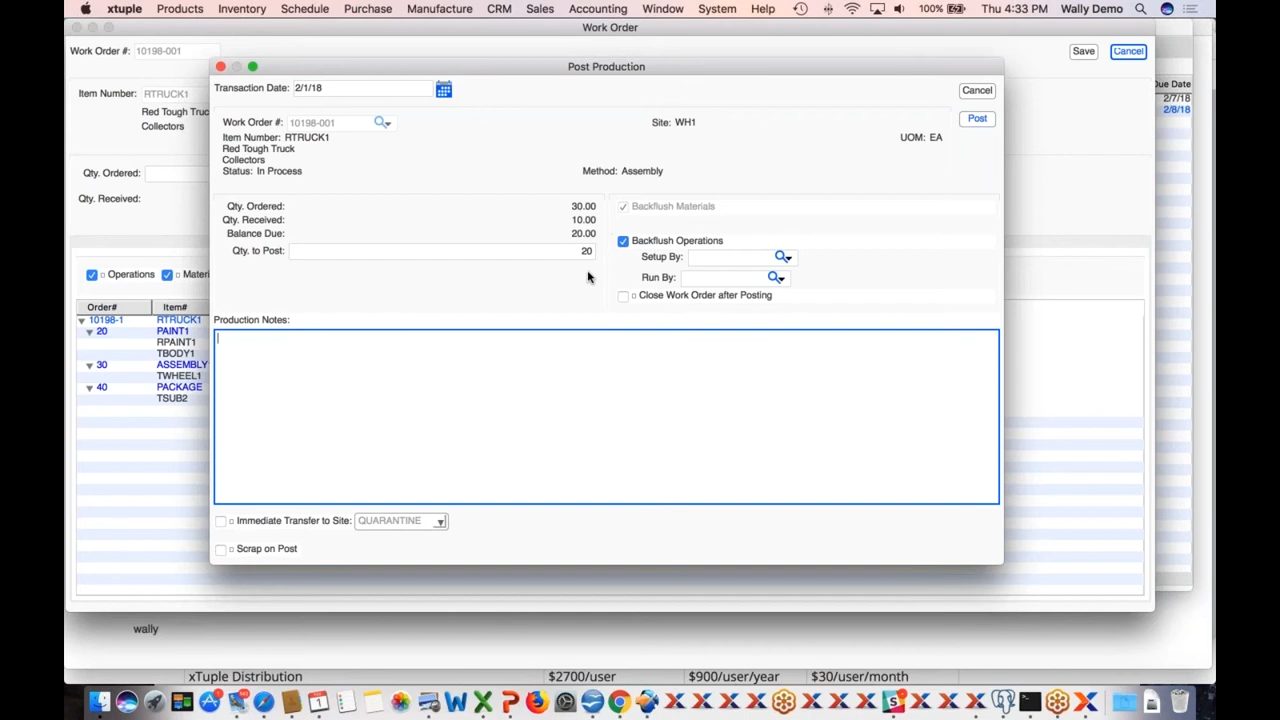 xtuple Products Inventory Schedule Purchase Manufacture CRM Sales Accounting Window System Help 100% Thu 4:33 PM Wally Demo
Work Order
Work Order #: 10198-001 Save Cancel
Post Production
Transaction Date: 2/1/18 Cancel
Due Date
Item Number: RTRUCK1
2/7/18
Red Tough Truc
2/8/18
Collectors
Work Order #: 10198-001 Site: WH1 Post
Item Number: RTRUCK1 UOM: EA
Red Tough Truck
Collectors
Status: In Process Method: Assembly
Qty. Ordered:
Qty. Received:
Qty. Ordered: 30.00 Backflush Materials
Qty. Received: 10.00
Balance Due: 20.00 Backflush Operations
Qty. to Post: 20 Setup By:
Run By:
Close Work Order after Posting
Operations Materi
Order# Item#
10198-1 RTRUCK1
20 PAINT1
RPAINT1
TBODY1
30 ASSEMBLY
TWHEEL1
40 PACKAGE
TSUB2
Production Notes:
Immediate Transfer to Site: QUARANTINE
Scrap on Post
wally
xTuple Distribution $2700/user $900/user/year $30/user/month